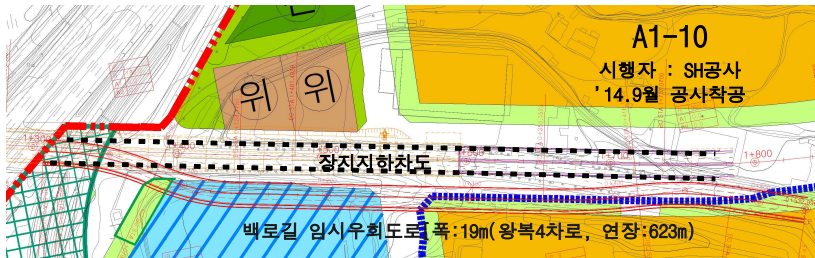 A1-10
시행자 : SH공사
'14.9월 공사착공
위 위
장지지하차도
1+800
백로길 임시우회도로[폭:19m(왕복4차로, 연장:623m)